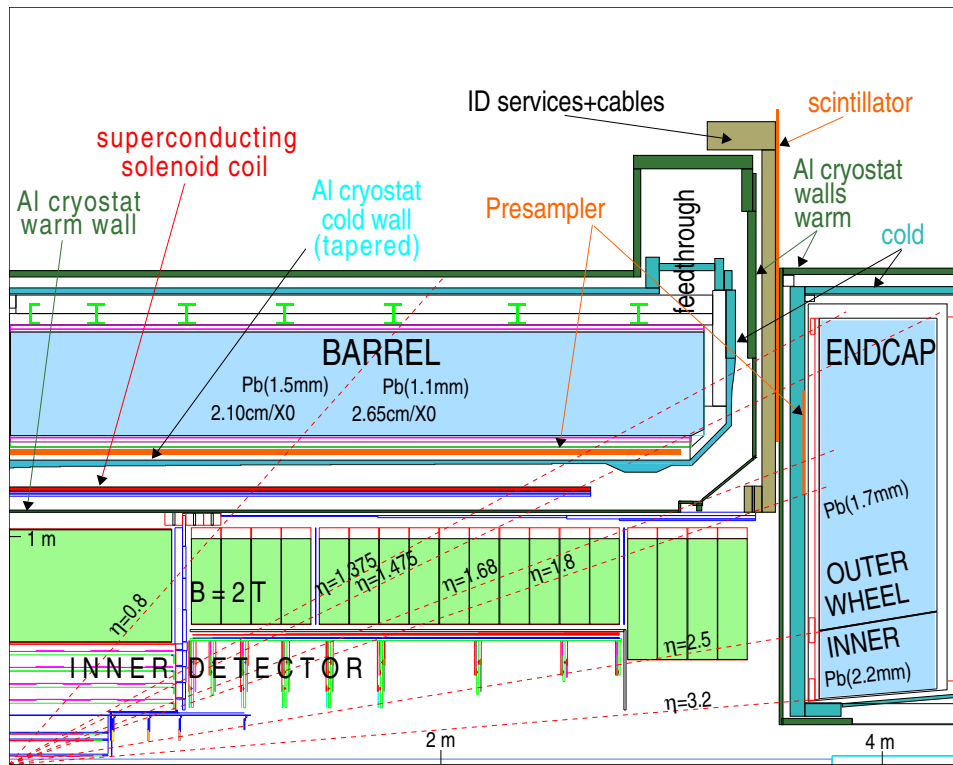 ID services+cables
scintillator
superconducting
solenoid coil
Al cryostat
warm wall
Al cryostat
cold wall
(tapered)
Presampler
feedthrough
Al cryostat
walls
warm
cold
BARREL
ENDCAP
Pb(1.5mm)
Pb(1.1mm)
2.10cm/X0
2.65cm/X0
Pb(1.7mm)
1 m
η=0.8
B = 2 T
η=1.375
η=1.475
η=1.68
η=1.8
OUTER
WHEEL
η=2.5
INNER
Pb(2.2mm)
INNER DETECTOR
η=3.2
2 m
4 m